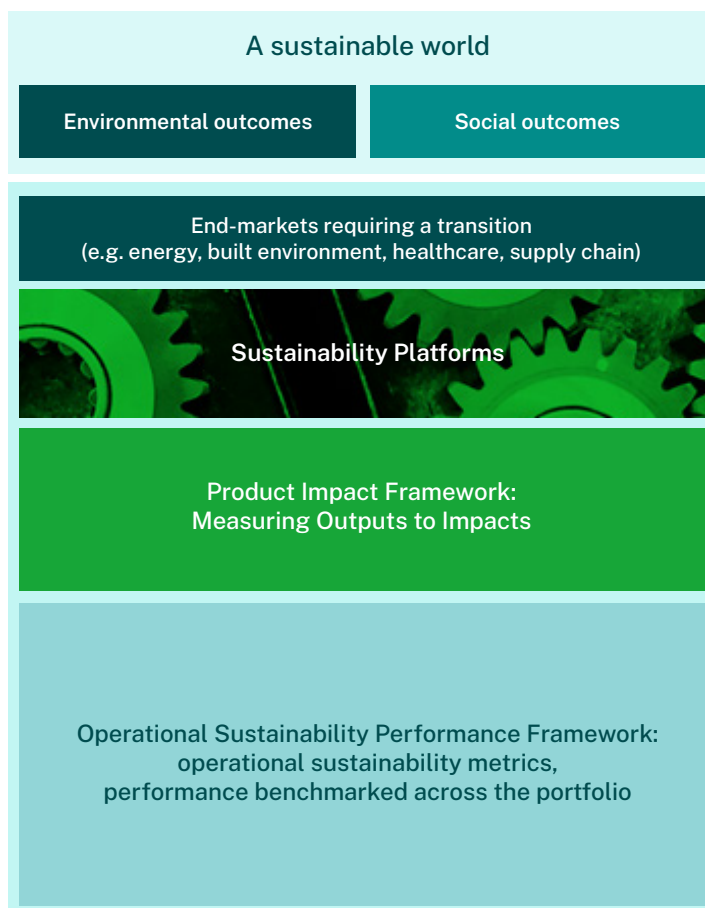 A sustainable world
Environmental outcomes
Social outcomes
End-markets requiring a transition
(e.g. energy, built environment, healthcare, supply chain)
Sustainability Platforms
Product Impact Framework:
Measuring Outputs to Impacts
Operational Sustainability Performance Framework:
operational sustainability metrics,
performance benchmarked across the portfolio